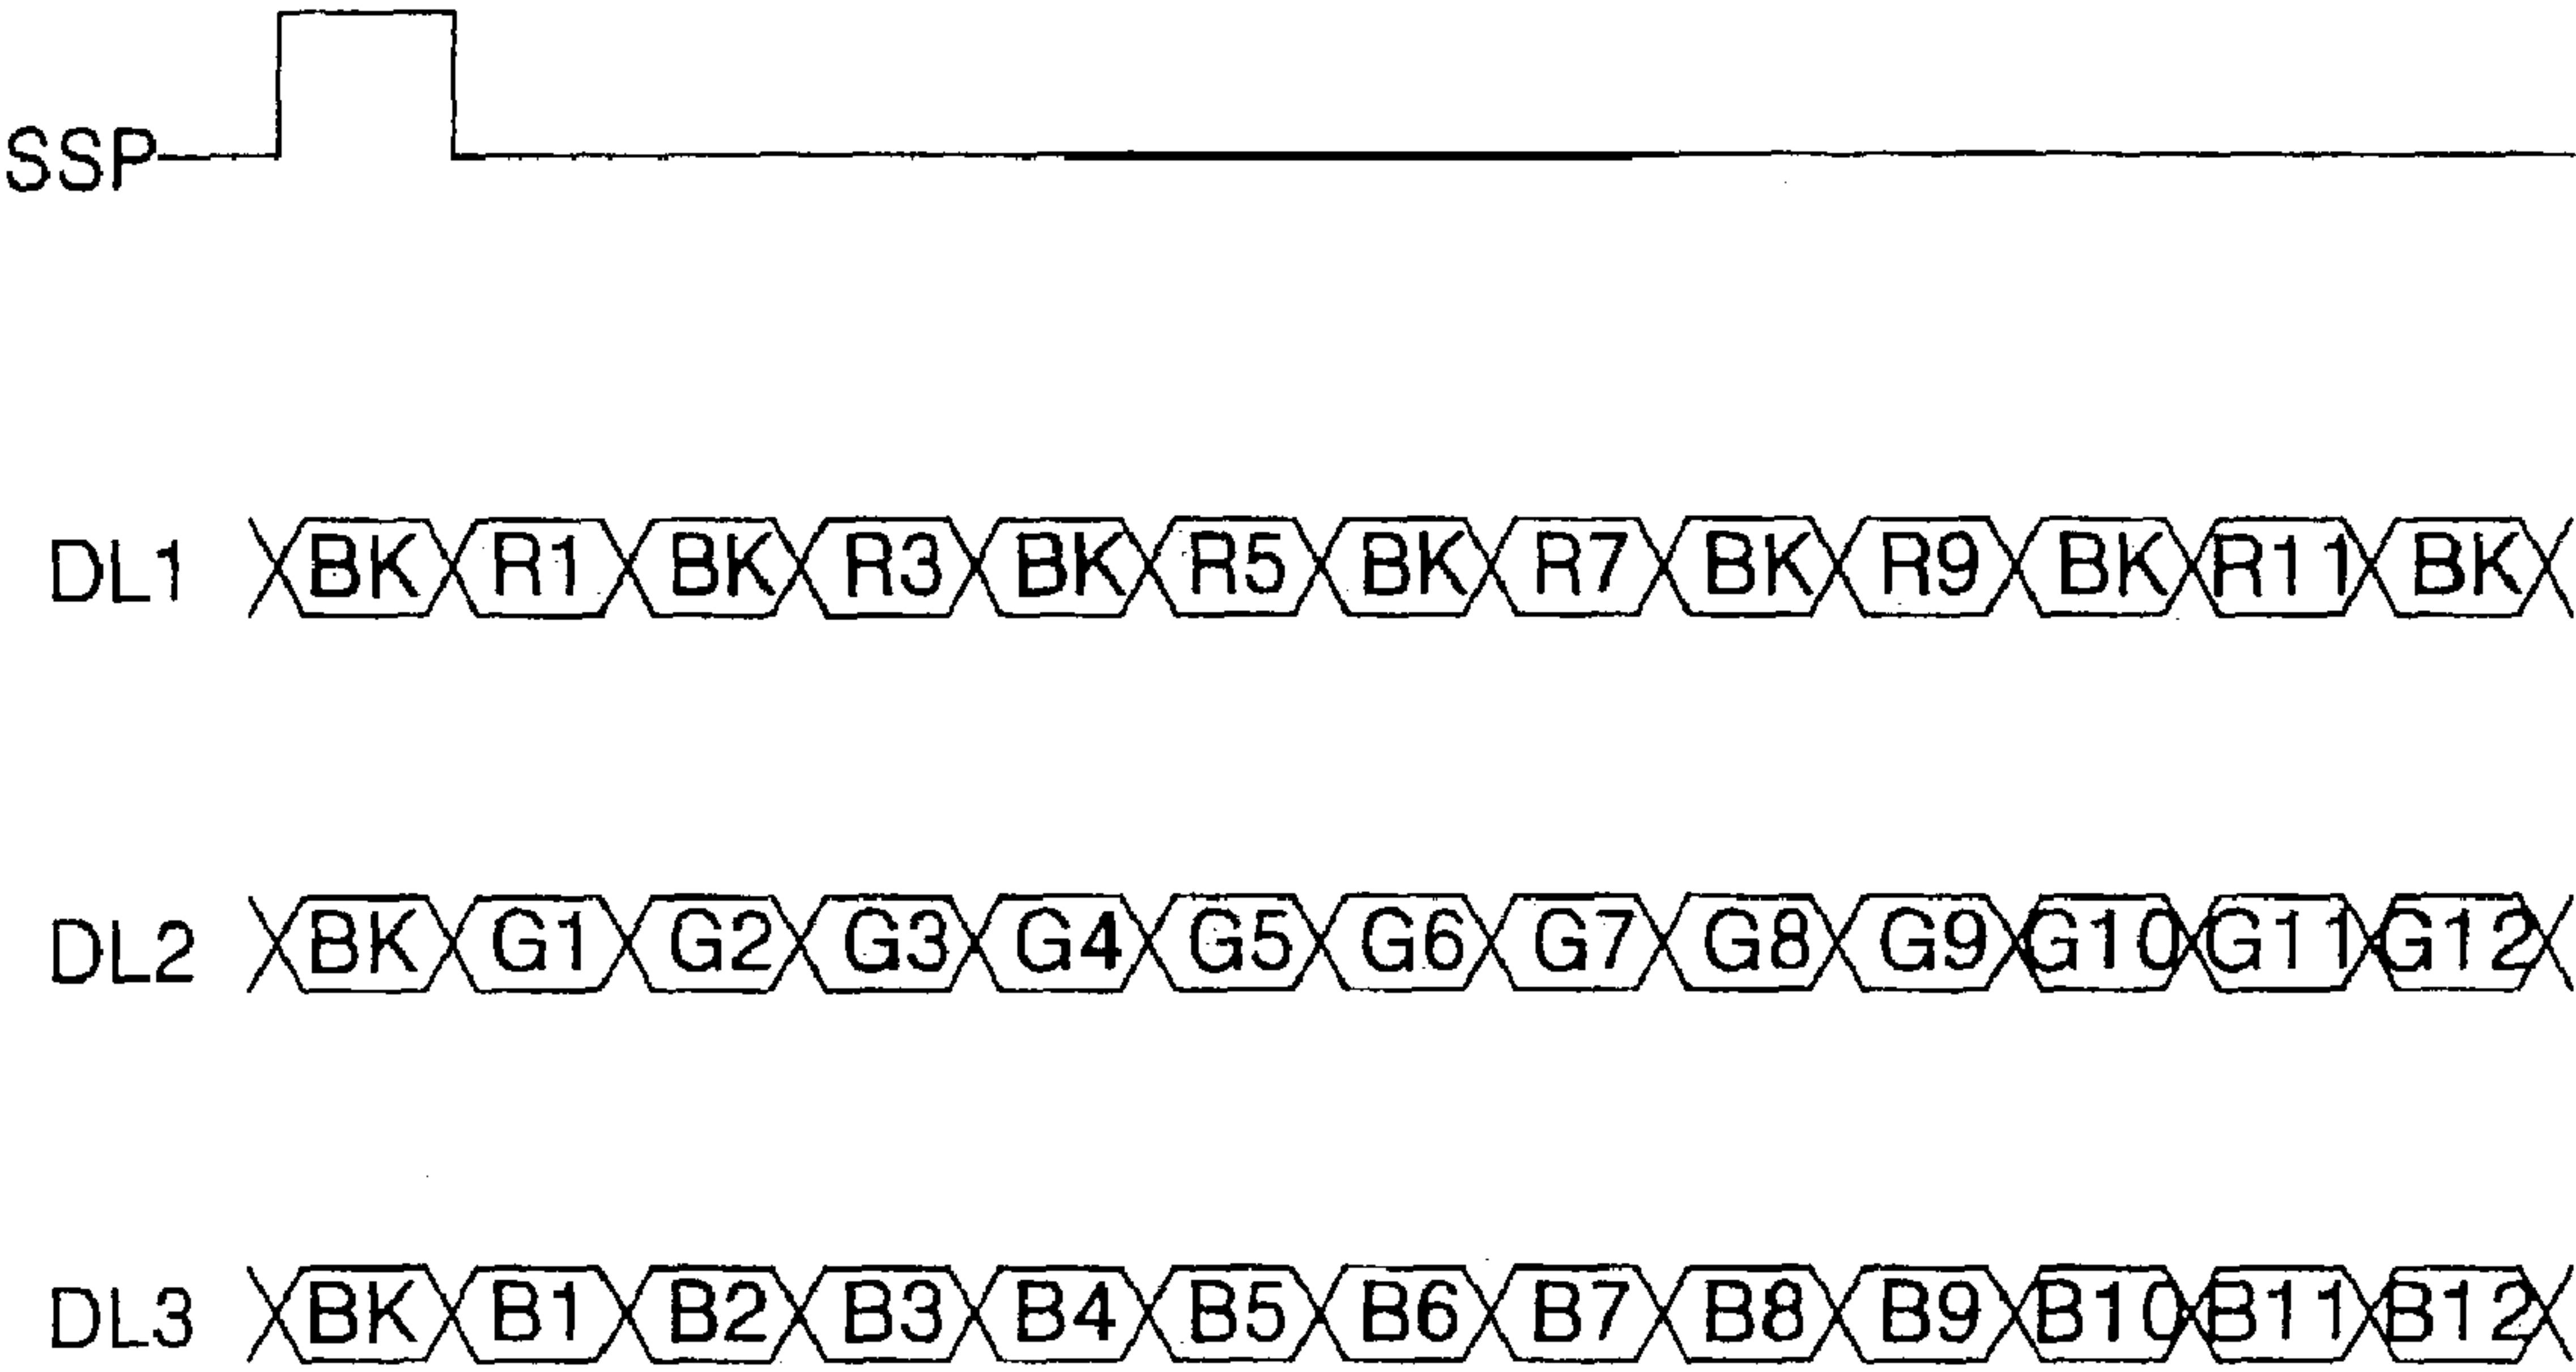 SSP
DL1 BK R1 BK R3 BK R5 BK R7 BK R9 BK R11 BK
DL2 BK G1 G2 G3 G4 G5 G6 G7 G8 G9 G10 G11 G12
DL3 BK B1 B2 B3 B4 B5 B6 B7 B8 B9 B10 B11 B12